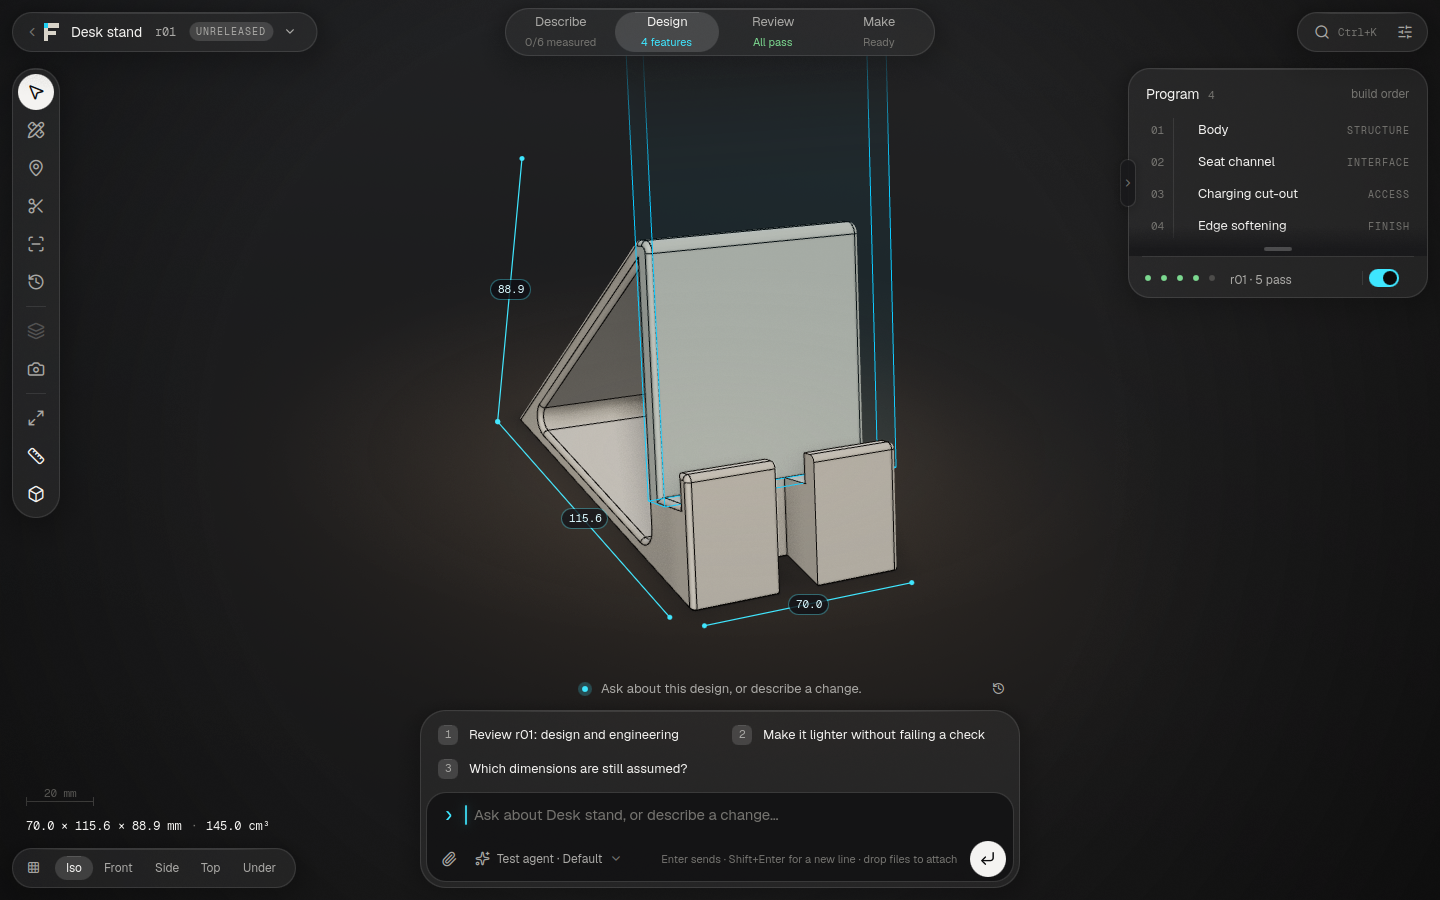 Desk stand r01 UNRELEASED
Describe
0/6 measured
Design
4 features
Review
All pass
Make
Ready
Ctrl+K
Program 4 build order
01 Body STRUCTURE
02 Seat channel INTERFACE
03 Charging cut-out ACCESS
04 Edge softening FINISH
r01 · 5 pass
88.9
115.6
70.0
Ask about this design, or describe a change.
1 Review r01: design and engineering
2 Make it lighter without failing a check
3 Which dimensions are still assumed?
Ask about Desk stand, or describe a change…
Test agent · Default
Enter sends · Shift+Enter for a new line · drop files to attach
20 mm
70.0 × 115.6 × 88.9 mm · 145.0 cm³
Iso Front Side Top Under